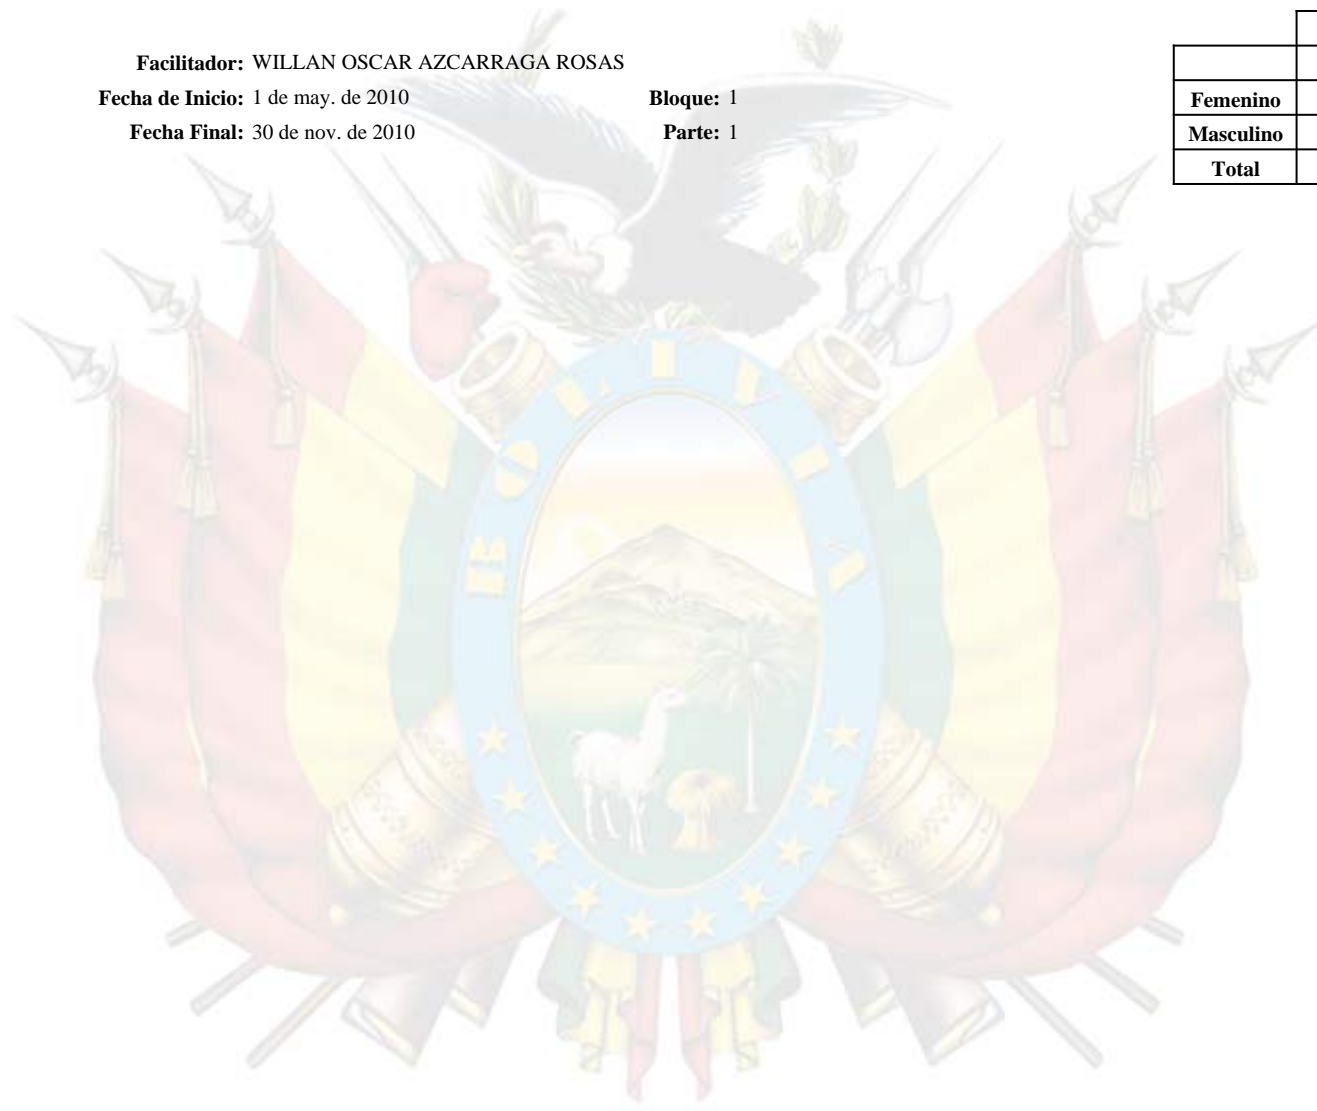 Facilitador: WILLAN OSCAR AZCARRAGA ROSAS
Fecha de Inicio: 1 de may. de 2010 Bloque: 1
Fecha Final: 30 de nov. de 2010 Parte: 1
Femenino
Masculino
Total
BOLIVIA